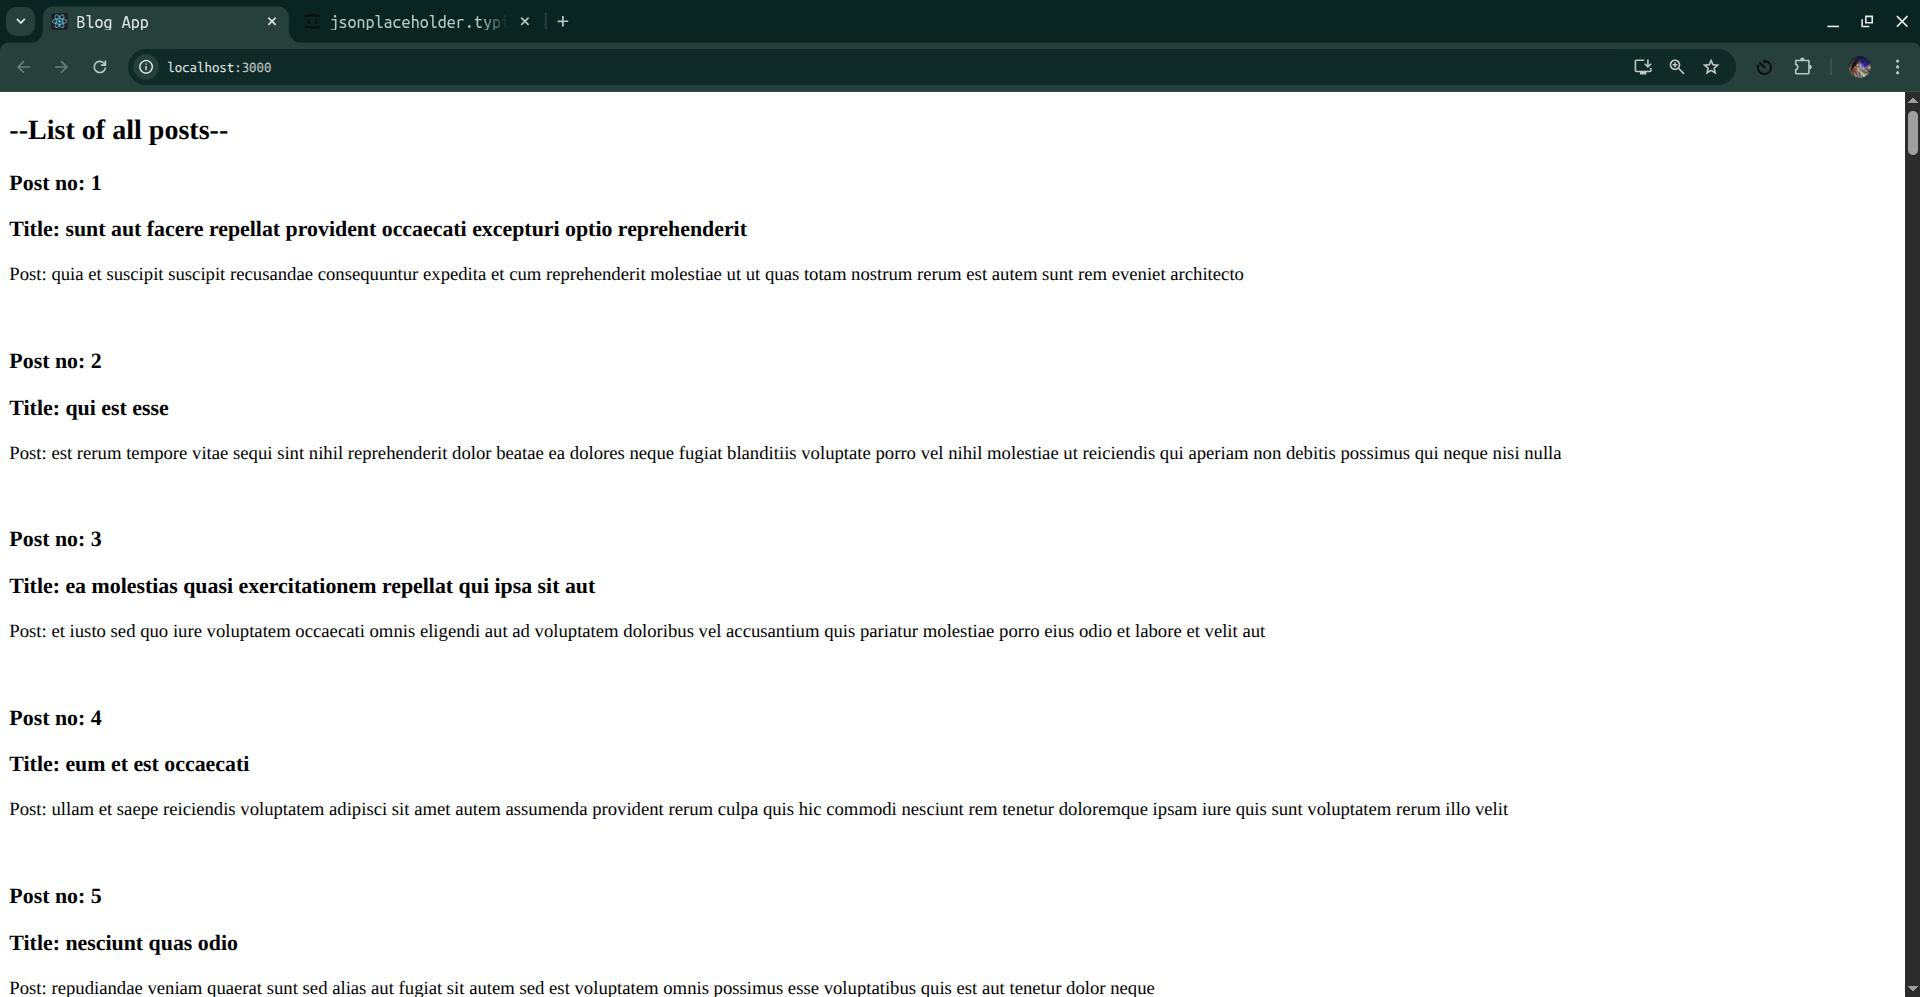 Blog App
jsonplaceholder.typi
localhost:3000
--List of all posts--
Post no: 1
Title: sunt aut facere repellat provident occaecati excepturi optio reprehenderit
Post: quia et suscipit suscipit recusandae consequuntur expedita et cum reprehenderit molestiae ut ut quas totam nostrum rerum est autem sunt rem eveniet architecto
Post no: 2
Title: qui est esse
Post: est rerum tempore vitae sequi sint nihil reprehenderit dolor beatae ea dolores neque fugiat blanditiis voluptate porro vel nihil molestiae ut reiciendis qui aperiam non debitis possimus qui neque nisi nulla
Post no: 3
Title: ea molestias quasi exercitationem repellat qui ipsa sit aut
Post: et iusto sed quo iure voluptatem occaecati omnis eligendi aut ad voluptatem doloribus vel accusantium quis pariatur molestiae porro eius odio et labore et velit aut
Post no: 4
Title: eum et est occaecati
Post: ullam et saepe reiciendis voluptatem adipisci sit amet autem assumenda provident rerum culpa quis hic commodi nesciunt rem tenetur doloremque ipsam iure quis sunt voluptatem rerum illo velit
Post no: 5
Title: nesciunt quas odio
Post: repudiandae veniam quaerat sunt sed alias aut fugiat sit autem sed est voluptatem omnis possimus esse voluptatibus quis est aut tenetur dolor neque